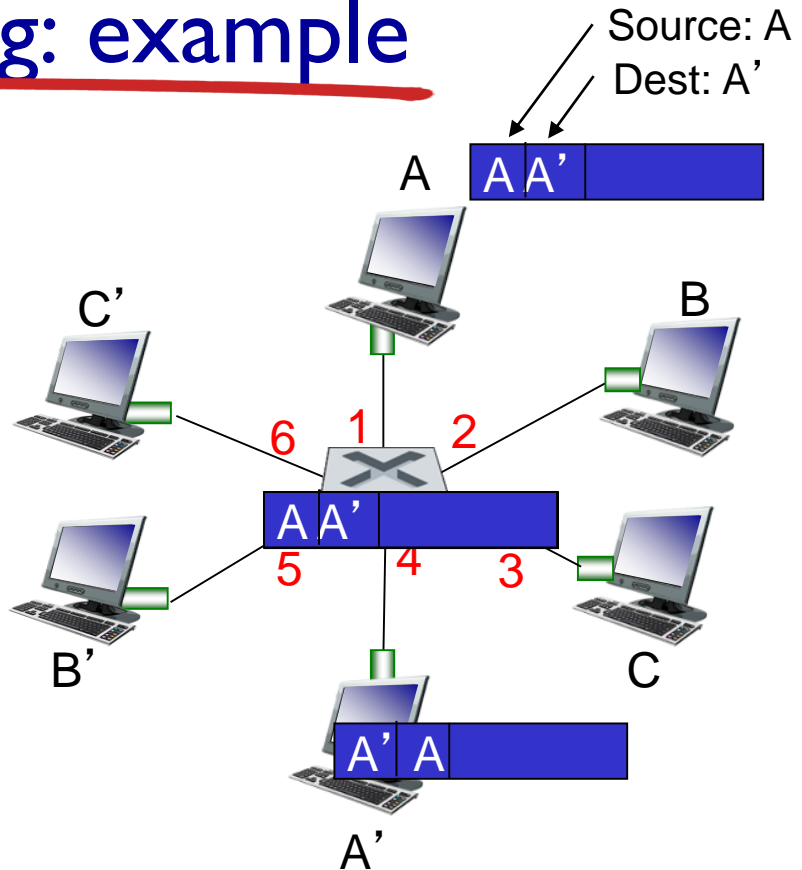 g: example
Source: A
Dest: A’
A
A A’
C’
B
6
1
2
A A’
5
4
3
B’
C
A’ A
A’